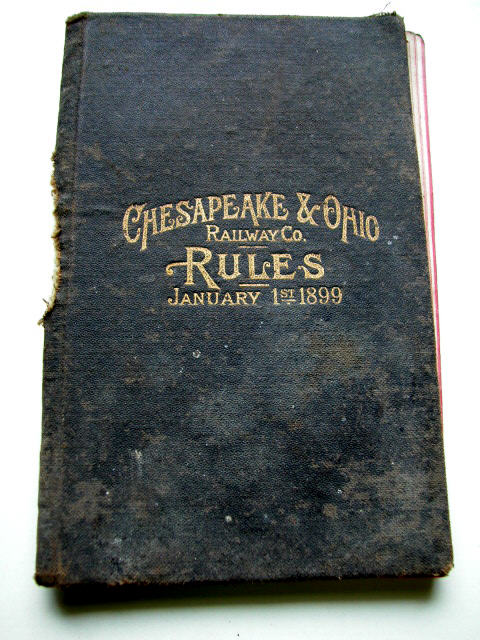 CHESAPEAKE & OHIO
RAILWAY CO.
RULES
JANUARY 1ST 1899